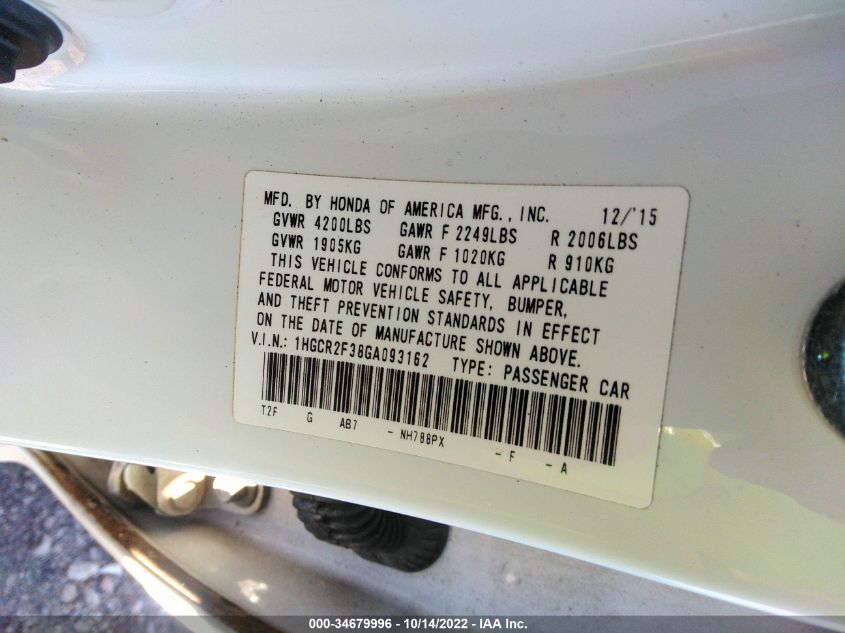 MFD. BY HONDA OF AMERICA MFG., INC. 12/'15
GVWR 4200LBS GAWR F 2249LBS R 2006LBS
GVWR 1905KG GAWR F 1020KG R 910KG
THIS VEHICLE CONFORMS TO ALL APPLICABLE
FEDERAL MOTOR VEHICLE SAFETY, BUMPER,
AND THEFT PREVENTION STANDARDS IN EFFECT
ON THE DATE OF MANUFACTURE SHOWN ABOVE.
V.I.N.: 1HGCR2F38GA093162 TYPE: PASSENGER CAR
T2F G AB7 - NH788PX - F - A
000-34679996 - 10/14/2022 - IAA Inc.